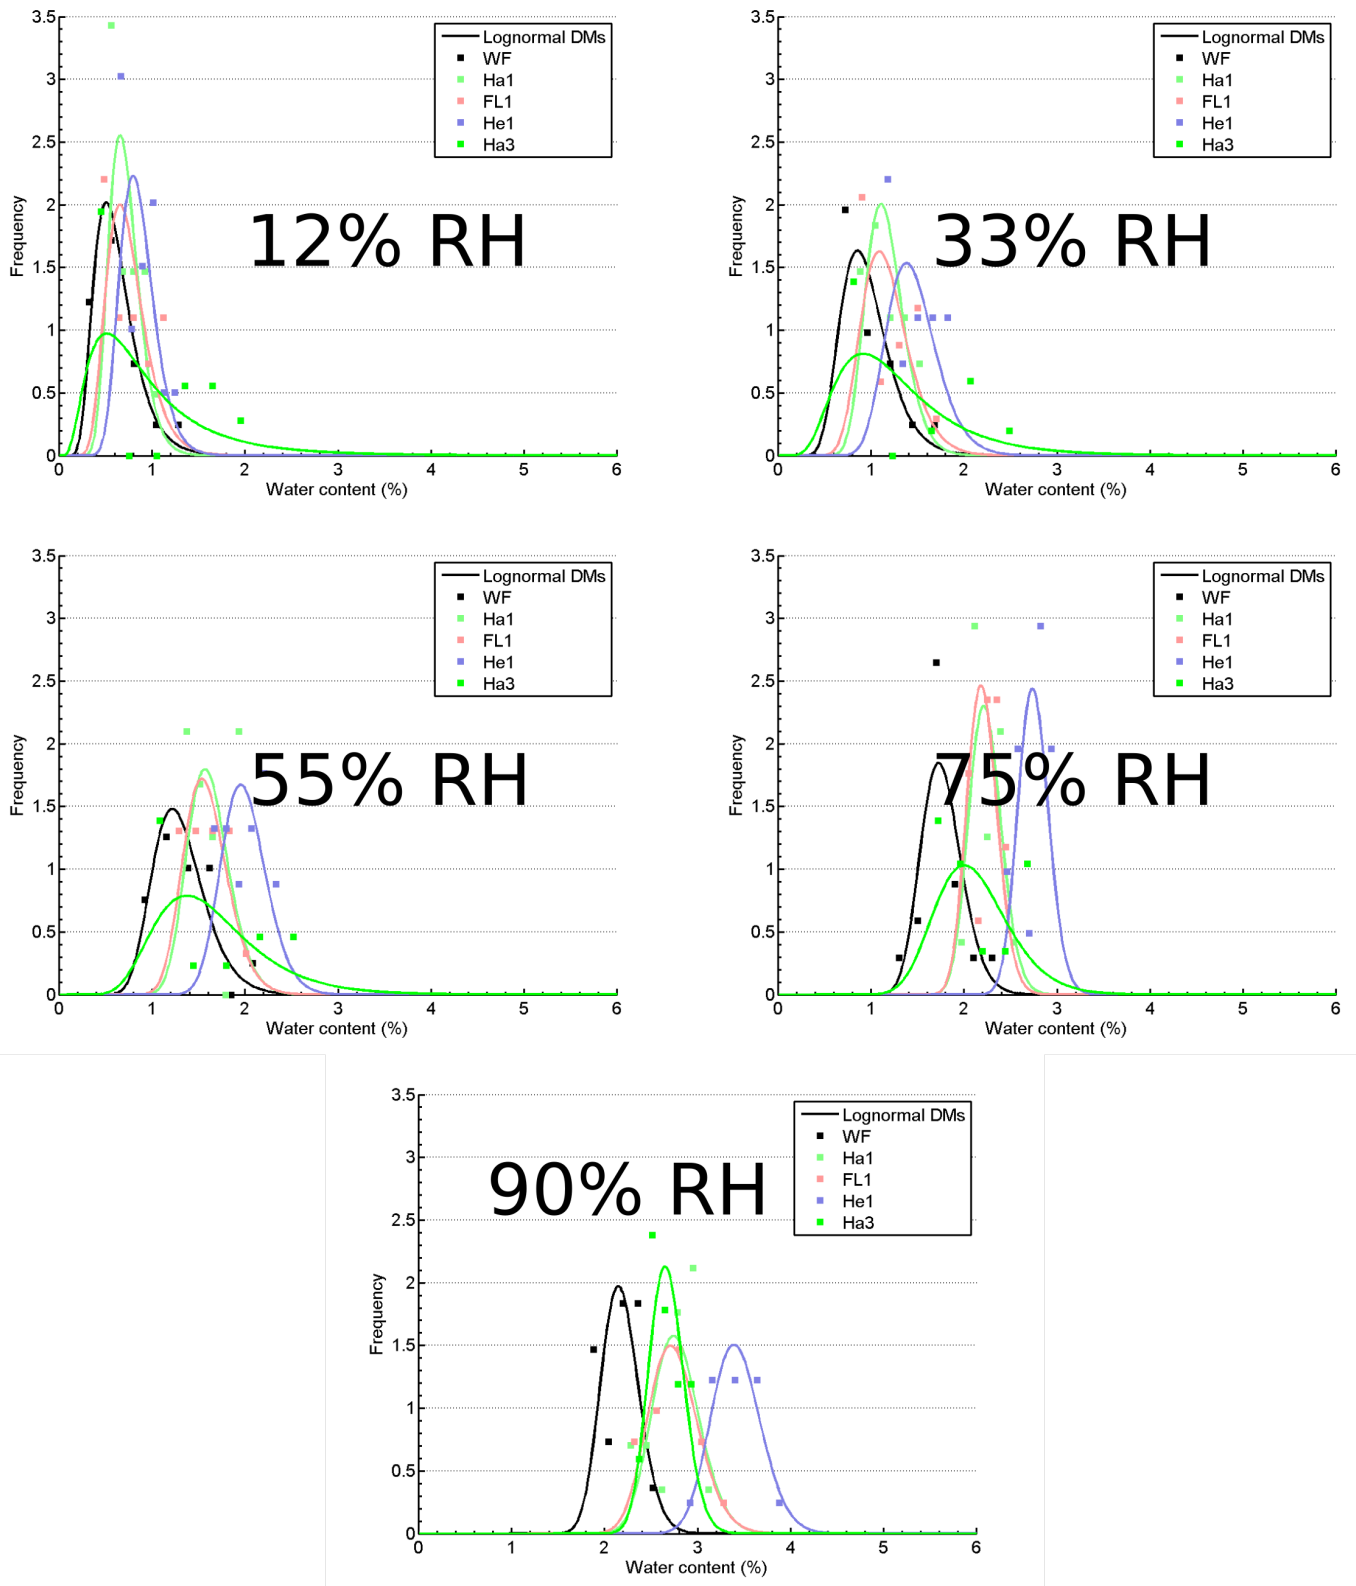 3.5
3
2.5
2
1.5
1
0.5
0
Frequency
Lognormal DMs
WF
Ha1
FL1
He1
Ha3
12% RH
0 1 2 3 4 5 6
Water content (%)
3.5
3
2.5
2
1.5
1
0.5
0
Frequency
Lognormal DMs
WF
Ha1
FL1
He1
Ha3
33% RH
0 1 2 3 4 5 6
Water content (%)
3.5
3
2.5
2
1.5
1
0.5
0
Frequency
Lognormal DMs
WF
Ha1
FL1
He1
Ha3
55% RH
0 1 2 3 4 5 6
Water content (%)
3.5
3
2.5
2
1.5
1
0.5
0
Frequency
Lognormal DMs
WF
Ha1
FL1
He1
Ha3
75% RH
0 1 2 3 4 5 6
Water content (%)
3.5
3
2.5
2
1.5
1
0.5
0
Frequency
Lognormal DMs
WF
Ha1
FL1
He1
Ha3
90% RH
0 1 2 3 4 5 6
Water content (%)